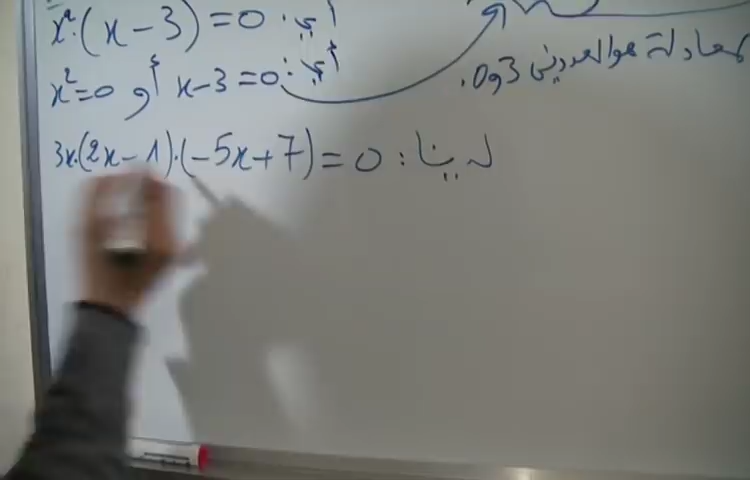 أي: x².(x-3)=0
أي: x-3=0 أو x²=0
معادلة هو العددين 3 و 0.
لدينا: 3x.(2x-1).(-5x+7)=0